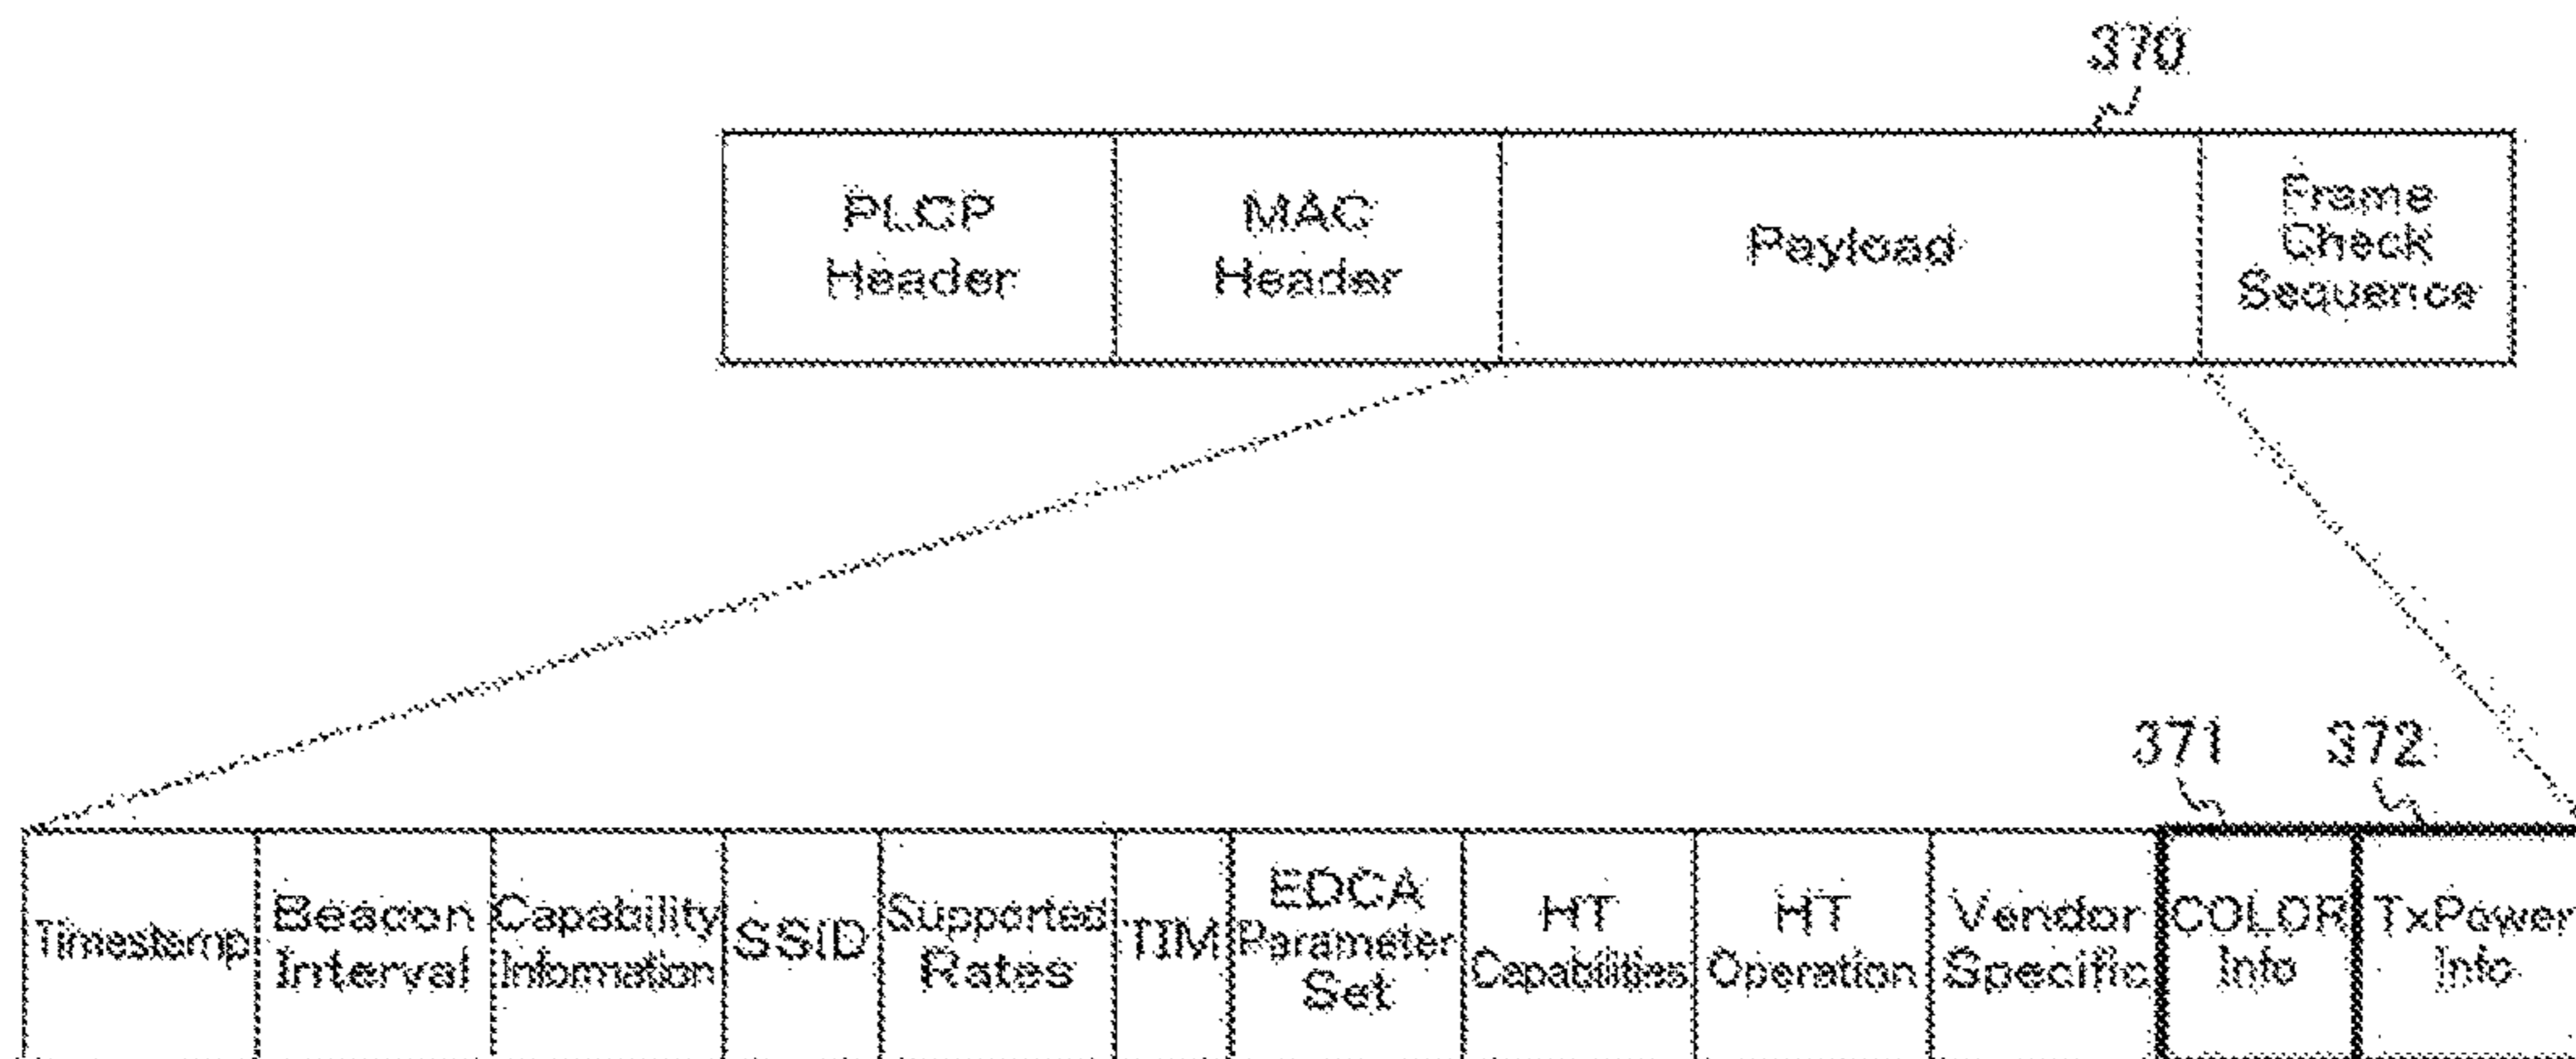 370
PLCP
Header
MAC
Header
Payload
Frame
Check
Sequence
371
372
Timestamp
Beacon
Interval
Capability
Information
SSID
Supported
Rates
TIM
EDCA
Parameter
Set
HT
Capabilities
HT
Operation
Vendor
Specific
COLOR
Info
TxPower
Info